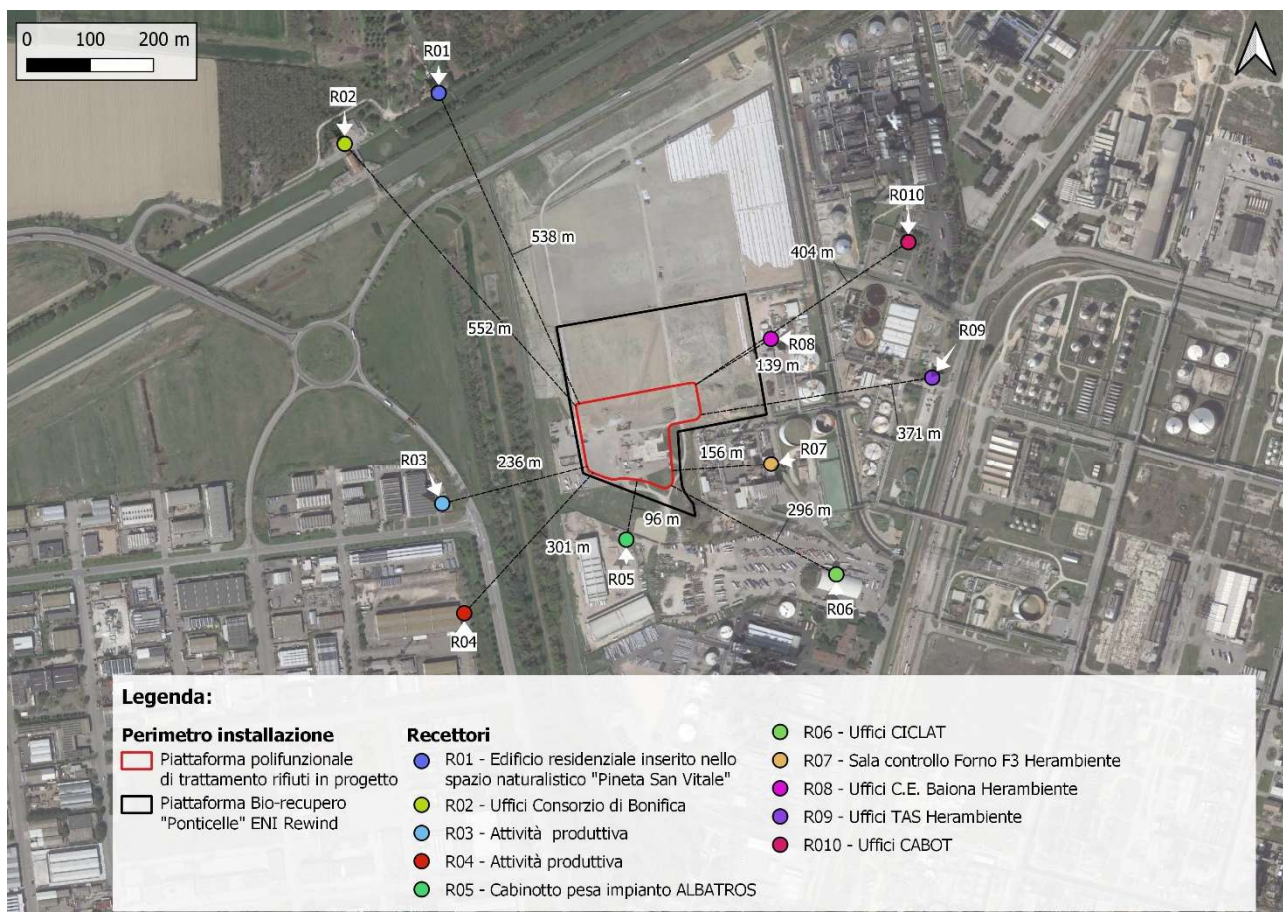 0 100 200 m
R01
R02
R010
538 m
404 m
552 m
R09
R08
139 m
371 m
R03
236 m
156 m
R07
96 m
296 m
301 m
R05
R06
R04
Legenda:
Perimetro installazione
Piattaforma polifunzionale
di trattamento rifiuti in progetto
Piattaforma Bio-recupero
"Ponticelle" ENI Rewind
Recettori
R01 - Edificio residenziale inserito nello
spazio naturalistico "Pineta San Vitale"
R02 - Uffici Consorzio di Bonifica
R03 - Attività produttiva
R04 - Attività produttiva
R05 - Cabinotto pesa impianto ALBATROS
R06 - Uffici CICLAT
R07 - Sala controllo Forno F3 Herambiente
R08 - Uffici C.E. Baiona Herambiente
R09 - Uffici TAS Herambiente
R010 - Uffici CABOT